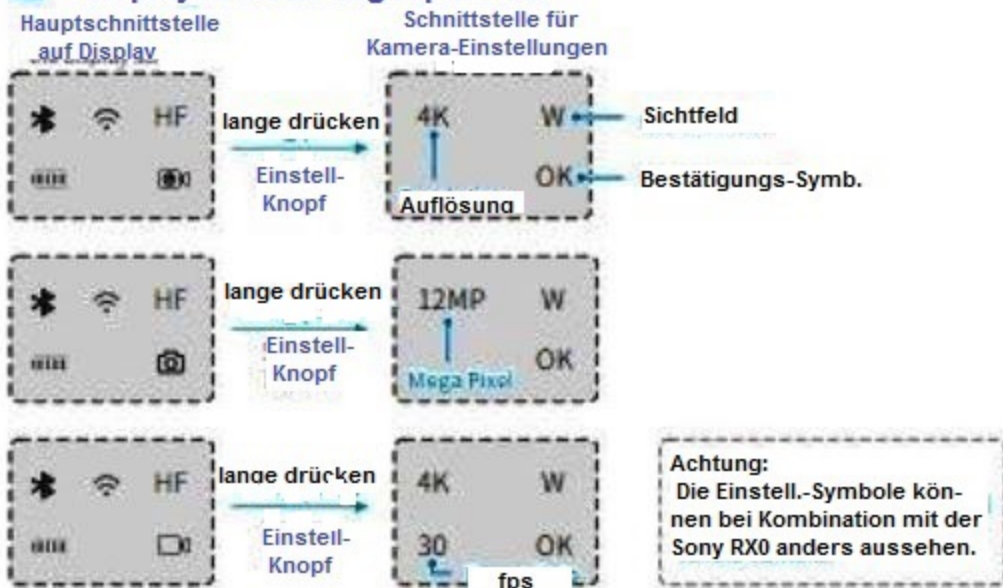 Hauptschnittstelle
auf Display
Schnittstelle für
Kamera-Einstellungen
HF
lange drücken
Einstell-
Knopf
4K W
Sichtfeld
OK
Bestätigungs-Symb.
Auflösung
HF
lange drücken
Einstell-
Knopf
12MP W
OK
Mega Pixel
HF
lange drücken
Einstell-
Knopf
4K W
30 OK
fps
Achtung:
Die Einstell.-Symbole kön-
nen bei Kombination mit der
Sony RX0 anders aussehen.